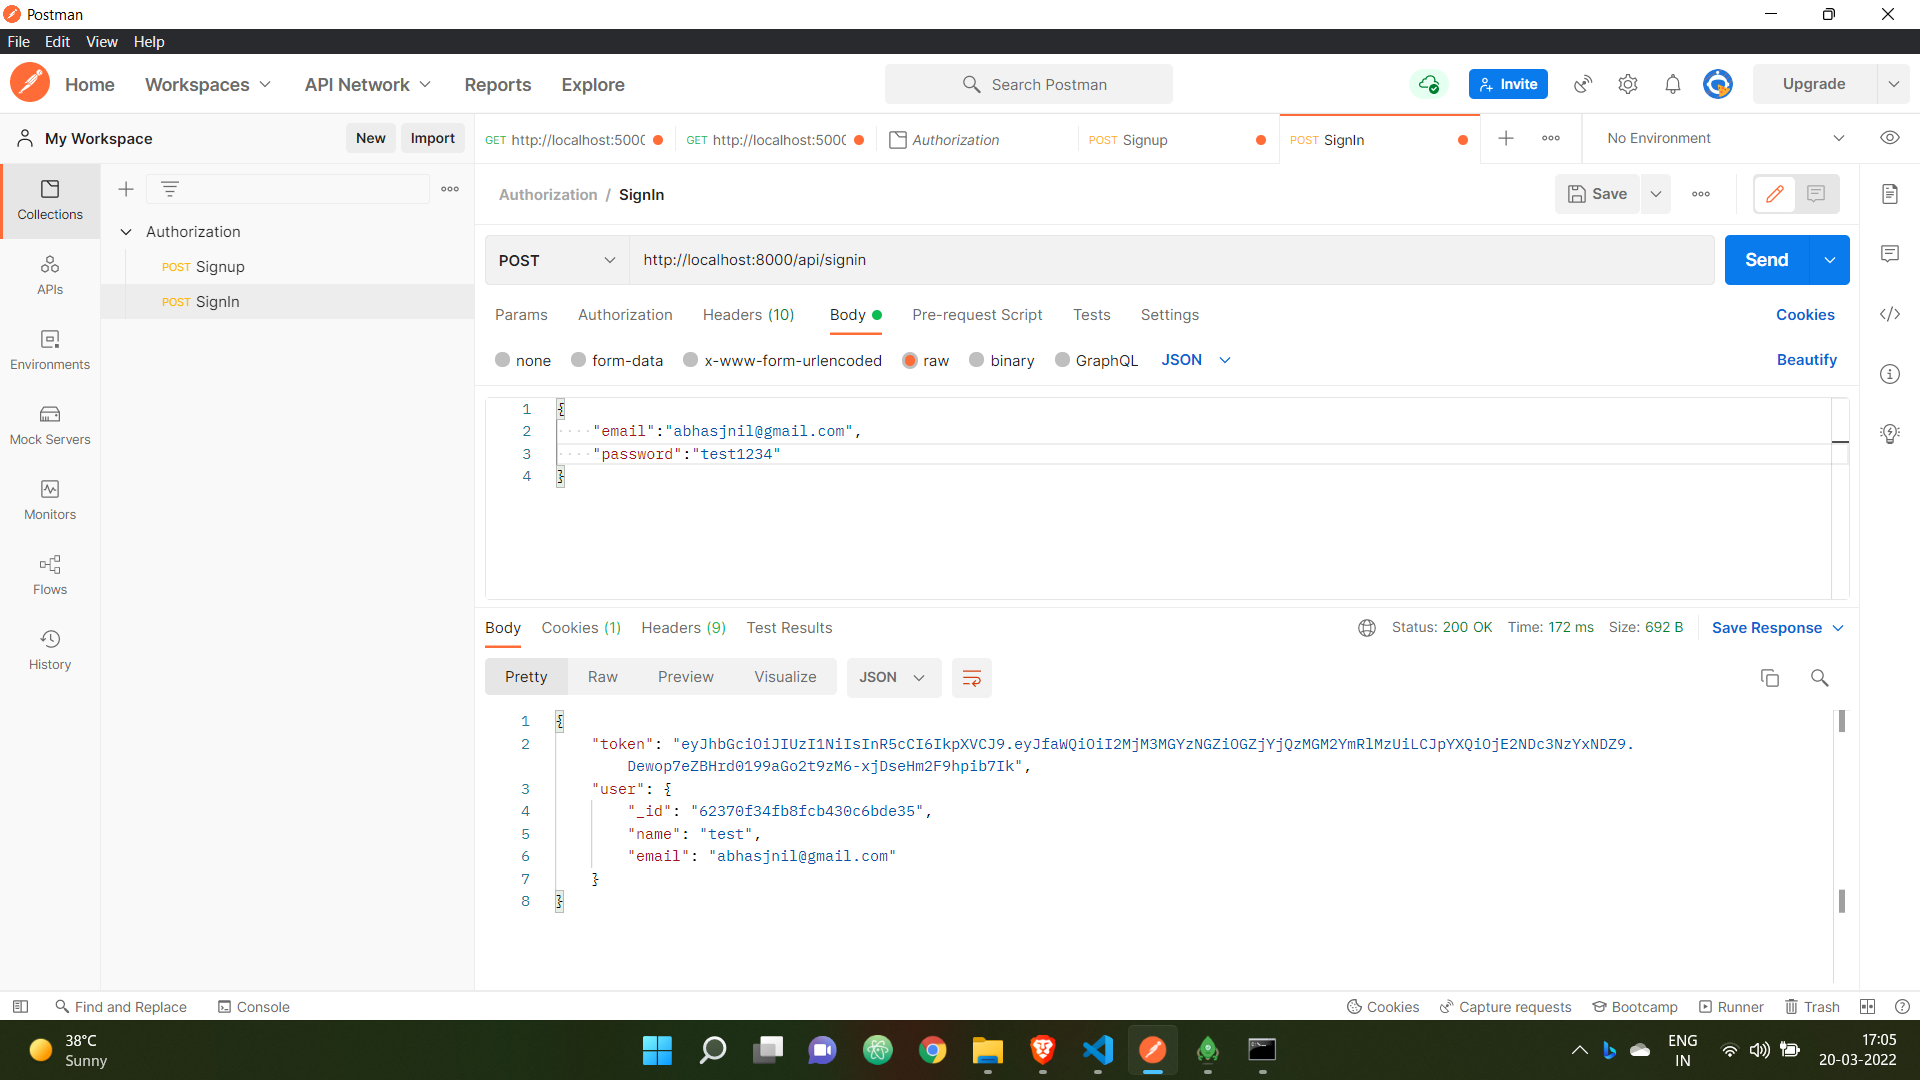 Postman
File Edit View Help
Home Workspaces API Network Reports Explore Search Postman Invite Upgrade
My Workspace New Import
GET http://localhost:5000 GET http://localhost:5000 Authorization POST Signup POST SignIn No Environment
Collections
APIs
Environments
Mock Servers
Monitors
Flows
History
Authorization
POST Signup
POST SignIn
Authorization / SignIn Save
POST http://localhost:8000/api/signin Send
Params Authorization Headers (10) Body Pre-request Script Tests Settings Cookies
none form-data x-www-form-urlencoded raw binary GraphQL JSON Beautify
1 {
2 "email":"abhasjnil@gmail.com",
3 "password":"test1234"
4 }
Body Cookies (1) Headers (9) Test Results Status: 200 OK Time: 172 ms Size: 692 B Save Response
Pretty Raw Preview Visualize JSON
1 {
2 "token": "eyJhbGciOiJIUzI1NiIsInR5cCI6IkpXVCJ9.eyJfaWQiOiI2MjM3MGYzNGZiOGZjYjQzMGM2YmRlMzUiLCJpYXQiOjE2NDc3NzYxNDZ9.
Dewop7eZBHrd0199aGo2t9zM6-xjDseHm2F9hpib7Ik",
3 "user": {
4 "_id": "62370f34fb8fcb430c6bde35",
5 "name": "test",
6 "email": "abhasjnil@gmail.com"
7 }
8 }
Find and Replace Console Cookies Capture requests Bootcamp Runner Trash
38°C
Sunny
ENG
IN
17:05
20-03-2022